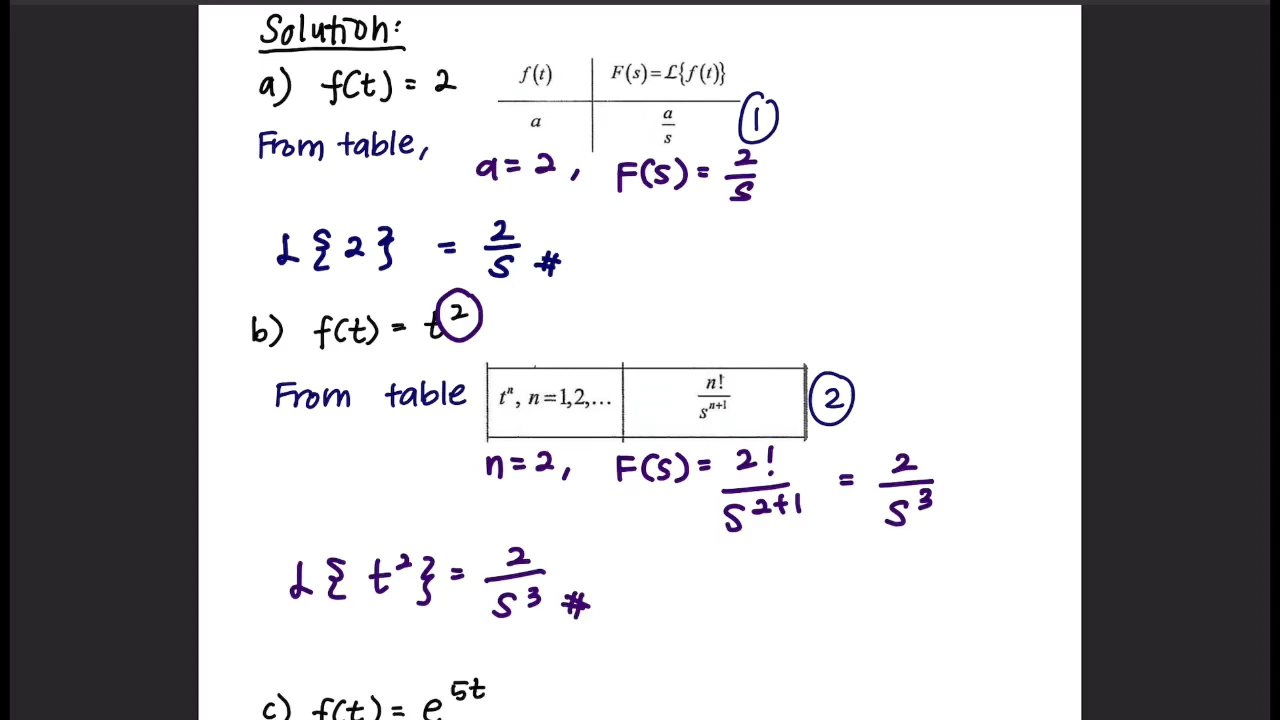 Solution:
a) f(t) = 2
f(t) F(s)=ℒ{f(t)}
a a/s ①
From table,
a = 2, F(s) = 2/s
ℒ{2} = 2/s #
b) f(t) = t²
From table tⁿ, n=1,2,... n!/sⁿ⁺¹ ②
n = 2, F(s) = 2!/s²⁺¹ = 2/s³
ℒ{t²} = 2/s³ #
c) f(t) = e⁵ᵗ